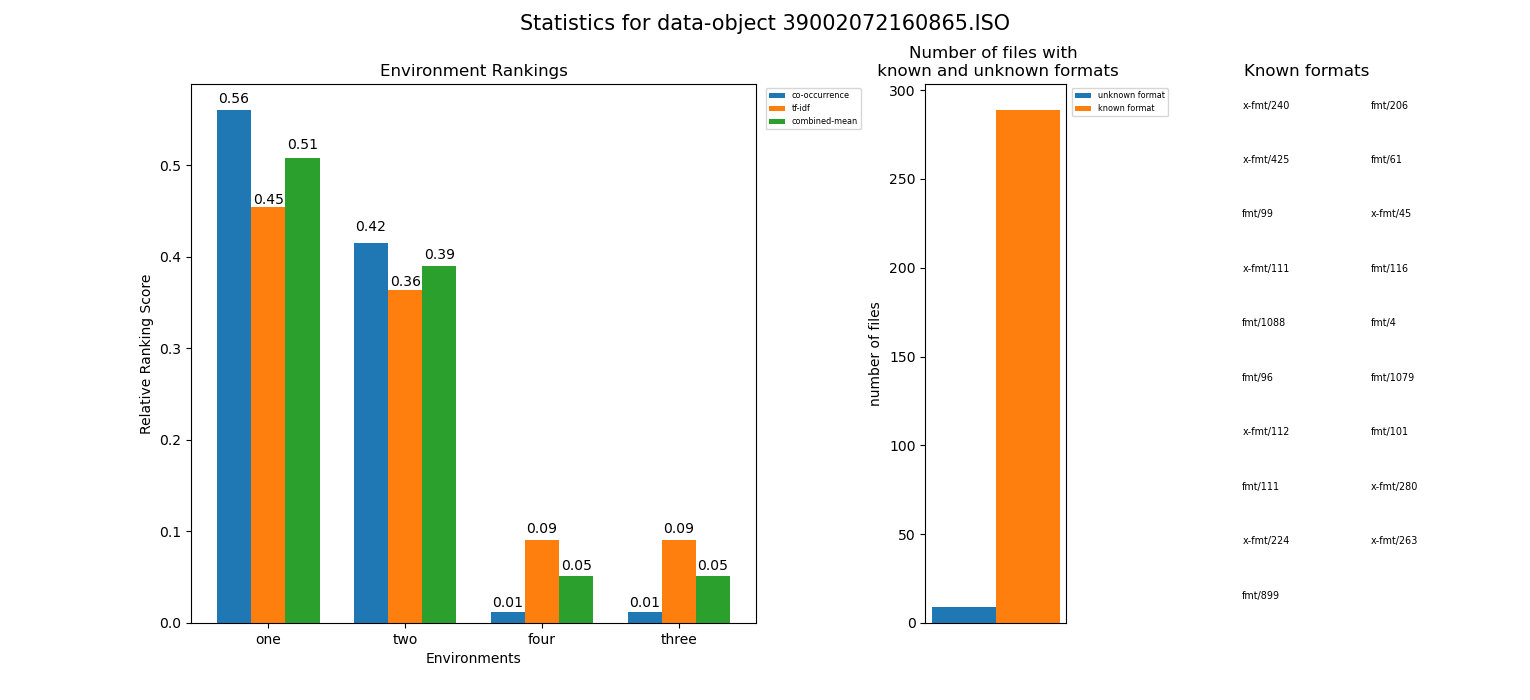 Statistics for data-object 39002072160865.ISO
Environment Rankings
Relative Ranking Score
0.5
0.4
0.3
0.2
0.1
0.0
0.56
0.45
0.51
0.42
0.36
0.39
0.01
0.09
0.05
0.01
0.09
0.05
one two four three
Environments
co-occurrence
tf-idf
combined-mean
Number of files with
known and unknown formats
number of files
300
250
200
150
100
50
0
unknown format
known format
Known formats
x-fmt/240 fmt/206
x-fmt/425 fmt/61
fmt/99 x-fmt/45
x-fmt/111 fmt/116
fmt/1088 fmt/4
fmt/96 fmt/1079
x-fmt/112 fmt/101
fmt/111 x-fmt/280
x-fmt/224 x-fmt/263
fmt/899